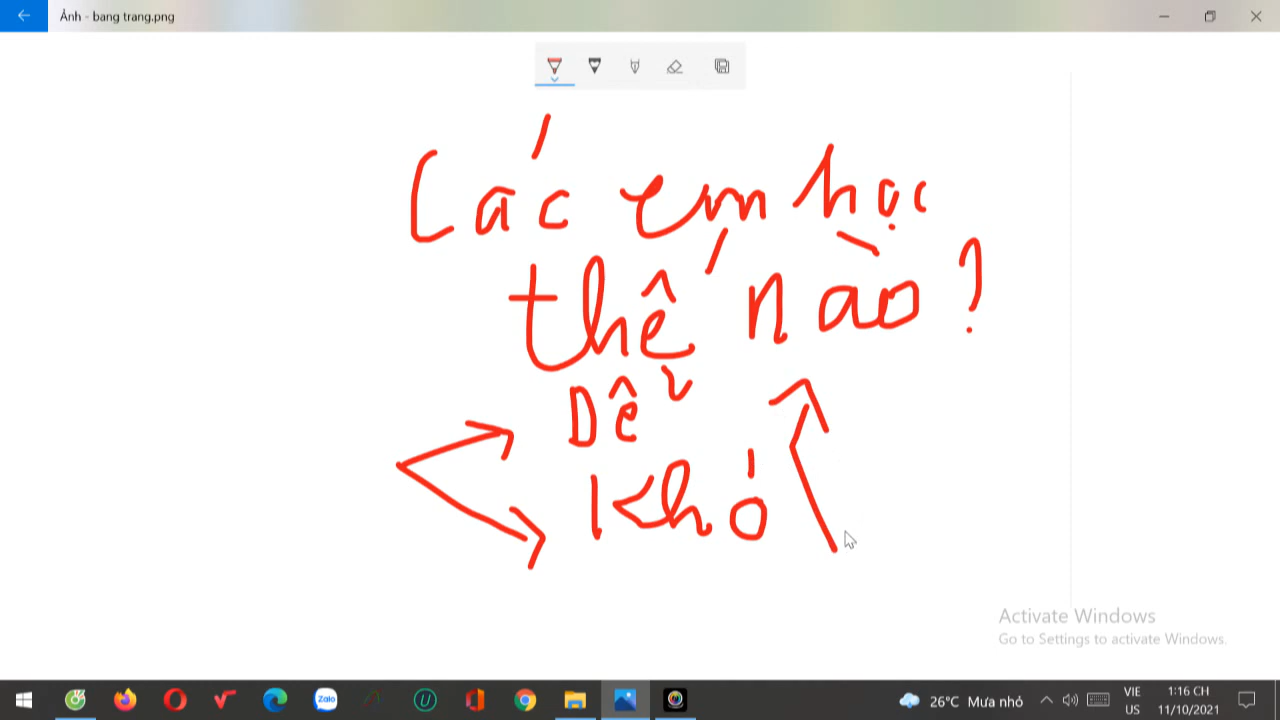 Ảnh - bang trang.png
Các em học
thế nào?
Dễ
Khó
Activate Windows
Go to Settings to activate Windows.
Zalo
26°C Mưa nhỏ
VIE
US
1:16 CH
11/10/2021